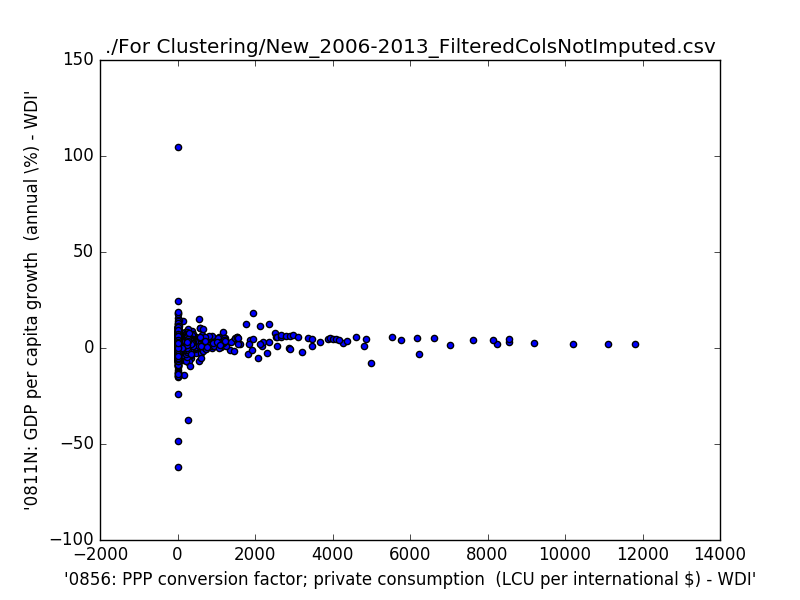 ./For Clustering/New_2006-2013_FilteredColsNotImputed.csv
150
100
50
0
−50
−100
−2000 0 2000 4000 6000 8000 10000 12000 14000
'0811N: GDP per capita growth  (annual \%) - WDI'
'0856: PPP conversion factor; private consumption  (LCU per international $) - WDI'